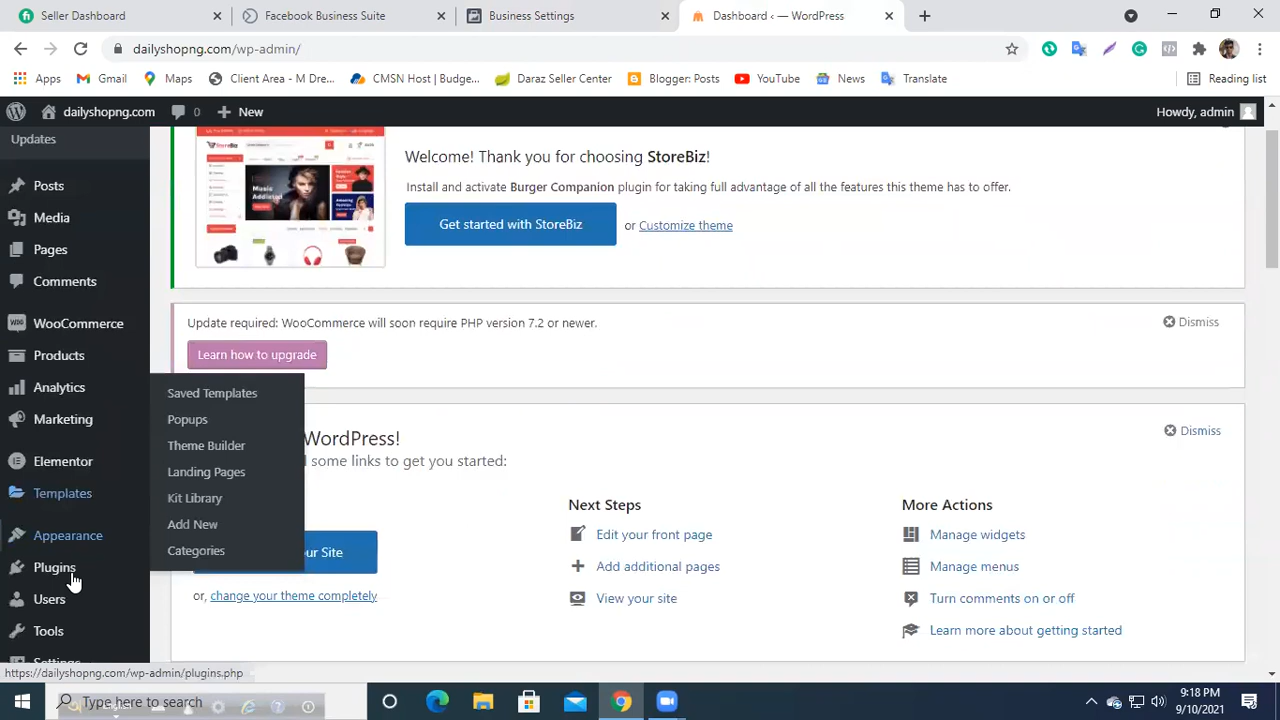 Seller Dashboard
Facebook Business Suite
Business Settings
Dashboard ‹ — WordPress
dailyshopng.com/wp-admin/
Apps
Gmail
Maps
Client Area - M Dre...
CMSN Host | Budge...
Daraz Seller Center
Blogger: Posts
YouTube
News
Translate
Reading list
dailyshopng.com
0
New
Howdy, admin
Updates
Posts
Media
Pages
Comments
WooCommerce
Products
Analytics
Marketing
Elementor
Templates
Appearance
Plugins
Users
Tools
Settings
Saved Templates
Popups
Theme Builder
Landing Pages
Kit Library
Add New
Categories
StoreBiz
Welcome! Thank you for choosing StoreBiz!
Install and activate Burger Companion plugin for taking full advantage of all the features this theme has to offer.
Get started with StoreBiz
or Customize theme
Update required: WooCommerce will soon require PHP version 7.2 or newer.
Dismiss
Learn how to upgrade
WordPress!
Dismiss
some links to get you started:
our Site
or, change your theme completely
Next Steps
Edit your front page
Add additional pages
View your site
More Actions
Manage widgets
Manage menus
Turn comments on or off
Learn more about getting started
https://dailyshopng.com/wp-admin/plugins.php
Type here to search
9:18 PM
9/10/2021